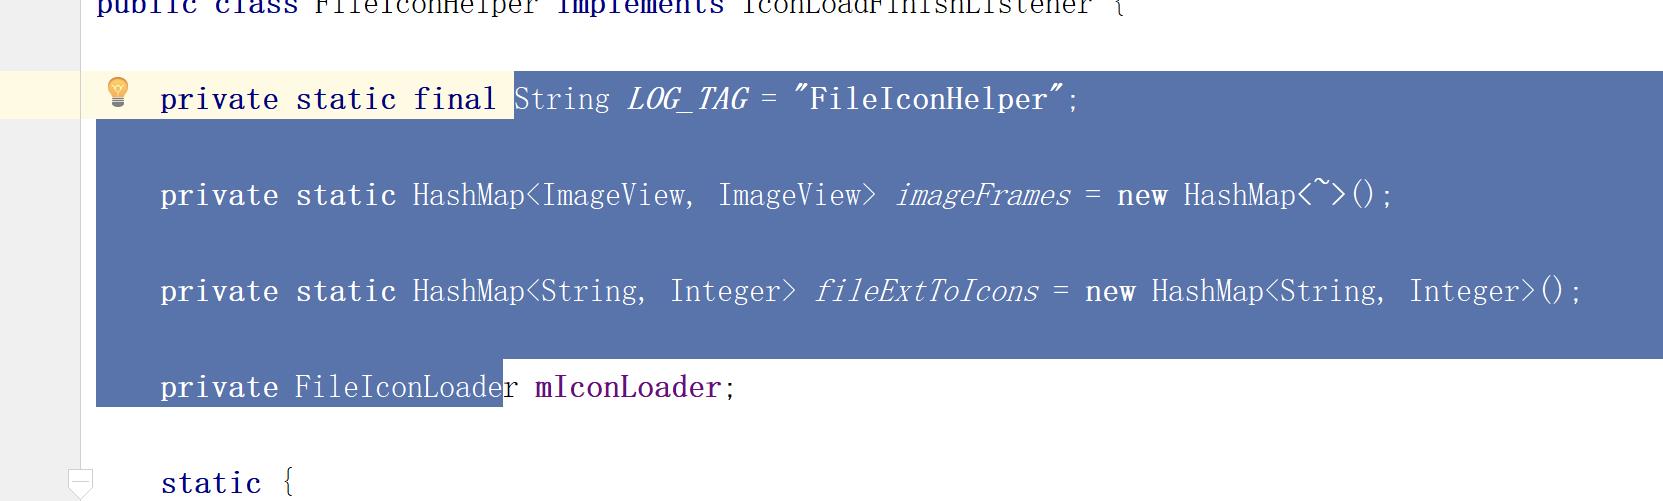 public class FileIconHelper implements IconLoadFinishListener {
private static final String LOG_TAG = "FileIconHelper";
private static HashMap<ImageView, ImageView> imageFrames = new HashMap<~>();
private static HashMap<String, Integer> fileExtToIcons = new HashMap<String, Integer>();
private FileIconLoader mIconLoader;
static {